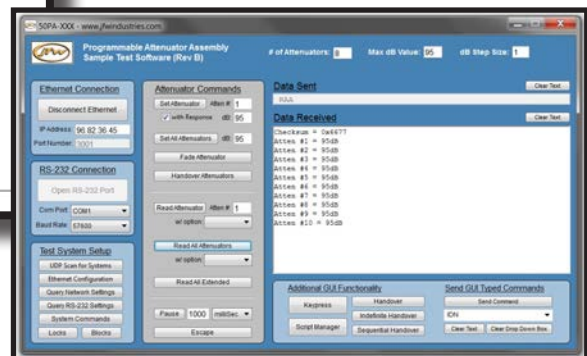 50PA-XXX - www.jfwindustries.com
JFW
Programmable Attenuator Assembly
Sample Test Software (Rev B)
# of Attenuators: 8 Max dB Value: 95 dB Step Size: 1
Ethernet Connection
Disconnect Ethernet
IP Address: 96.82.36.45
Port Number: 3001
RS-232 Connection
Open RS-232 Port
Com Port: COM1
Baud Rate: 57600
Test System Setup
UDP Scan for Systems
Ethernet Configuration
Query Network Settings
Query RS-232 Settings
System Commands
Locks Blocks
Attenuator Commands
Set Attenuator Atten #: 1
with Response dB: 95
Set All Attenuators dB: 95
Fade Attenuator
Handover Attenuators
Read Attenuator Atten #: 1
w/ option:
Read All Attenuators
w/ option:
Read All Extended
Pause 1000 milliSec
Escape
Data Sent Clear Text
RAA
Data Received Clear Text
Checksum = 0x6677
Atten #1 = 95dB
Atten #2 = 95dB
Atten #3 = 95dB
Atten #4 = 95dB
Atten #5 = 95dB
Atten #6 = 95dB
Atten #7 = 95dB
Atten #8 = 95dB
Atten #9 = 95dB
Atten #10 = 95dB
Additional GUI Functionality
Keypress Handover
Indefinite Handover
Script Manager Sequential Handover
Send GUI Typed Commands
Send Command
IDN
Clear Text Clear Drop Down Box